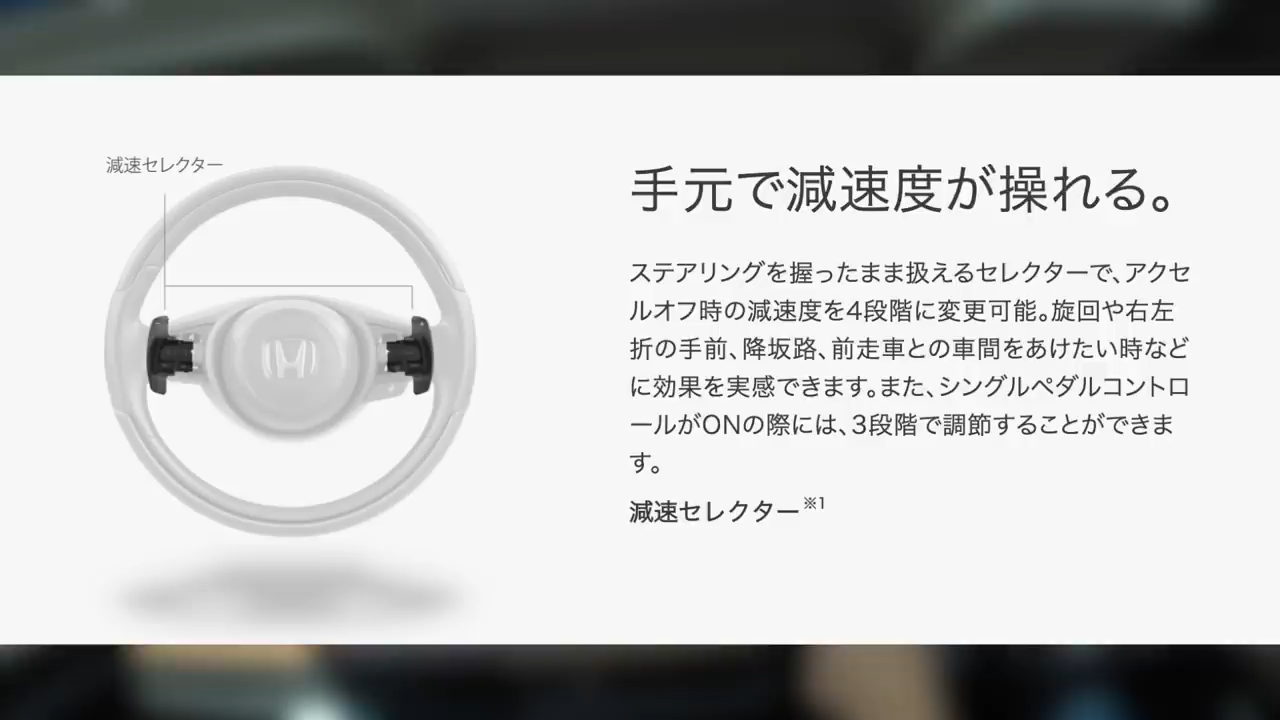 減速セレクター
手元で減速度が操れる。
ステアリングを握ったまま扱えるセレクターで、アクセ
ルオフ時の減速度を4段階に変更可能。旋回や右左
折の手前、降坂路、前走車との車間をあけたい時など
に効果を実感できます。また、シングルペダルコントロ
ールがONの際には、3段階で調節することができま
す。
減速セレクター※1